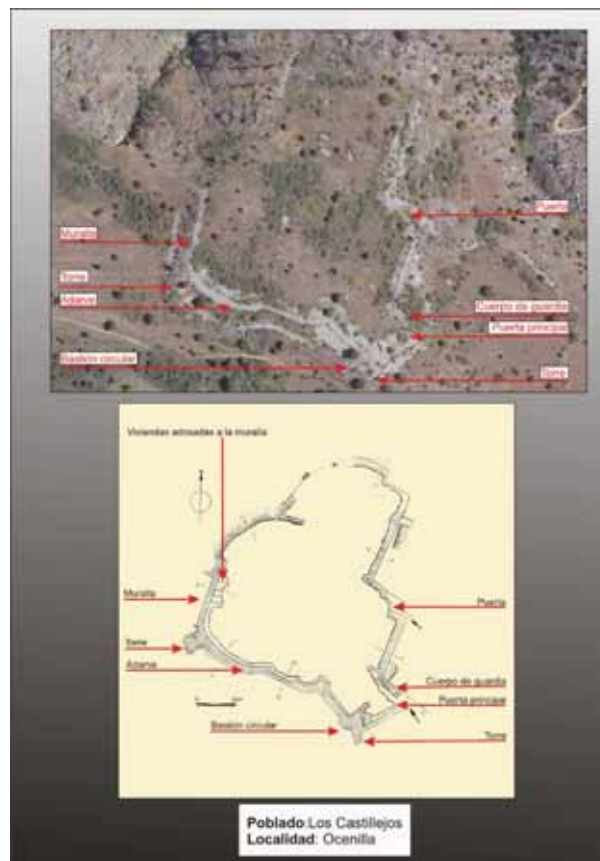 Puerta
Muralla
Torre
Adarve
Cuerpo de guardia
Puerta principal
Bastión circular
Torre
Viviendas adosadas a la muralla
Muralla
Puerta
Torre
Adarve
Cuerpo de guardia
Puerta principal
Bastión circular
Torre
Poblado:Los Castillejos
Localidad: Ocenilla